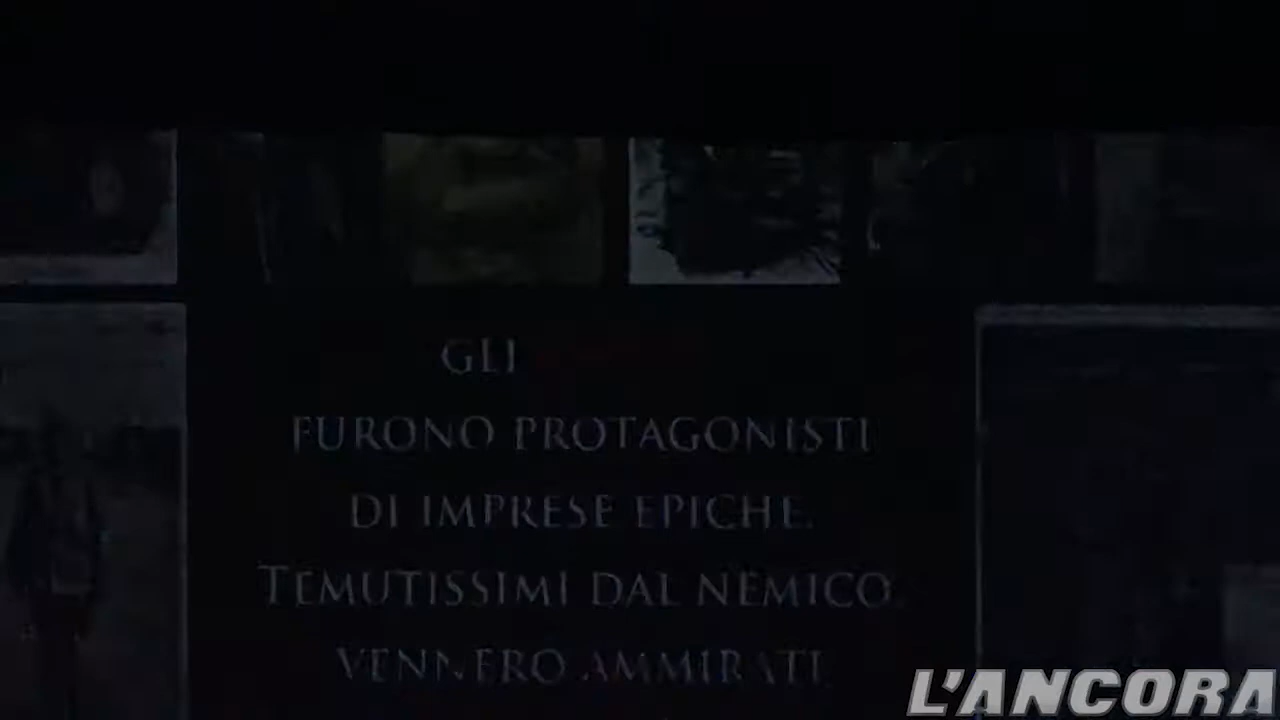 GLI
FURONO PROTAGONISTI
DI IMPRESE EPICHE.
TEMUTISSIMI DAL NEMICO,
VENNERO AMMIRATI
L'ANCORA